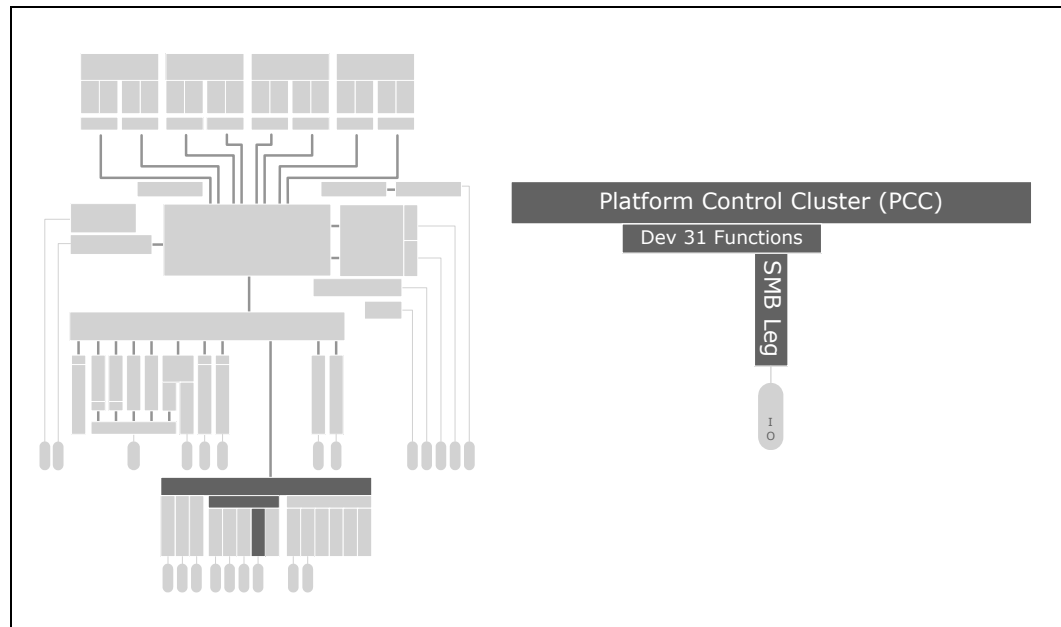 Platform Control Cluster (PCC)
Dev 31 Functions
SMB Leg
I
O